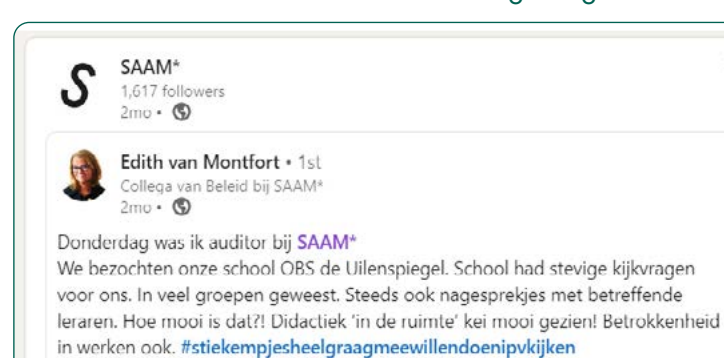 SAAM*
1,617 followers
2mo •
Edith van Montfort • 1st
Collega van Beleid bij SAAM*
2mo •
Donderdag was ik auditor bij SAAM*
We bezochten onze school OBS de Uilenspiegel. School had stevige kijkvragen
voor ons. In veel groepen geweest. Steeds ook nagesprekjes met betreffende
leraren. Hoe mooi is dat?! Didactiek 'in de ruimte' kei mooi gezien! Betrokkenheid
in werken ook. #stiekempjesheelgraagmeewillendoenipvkijken